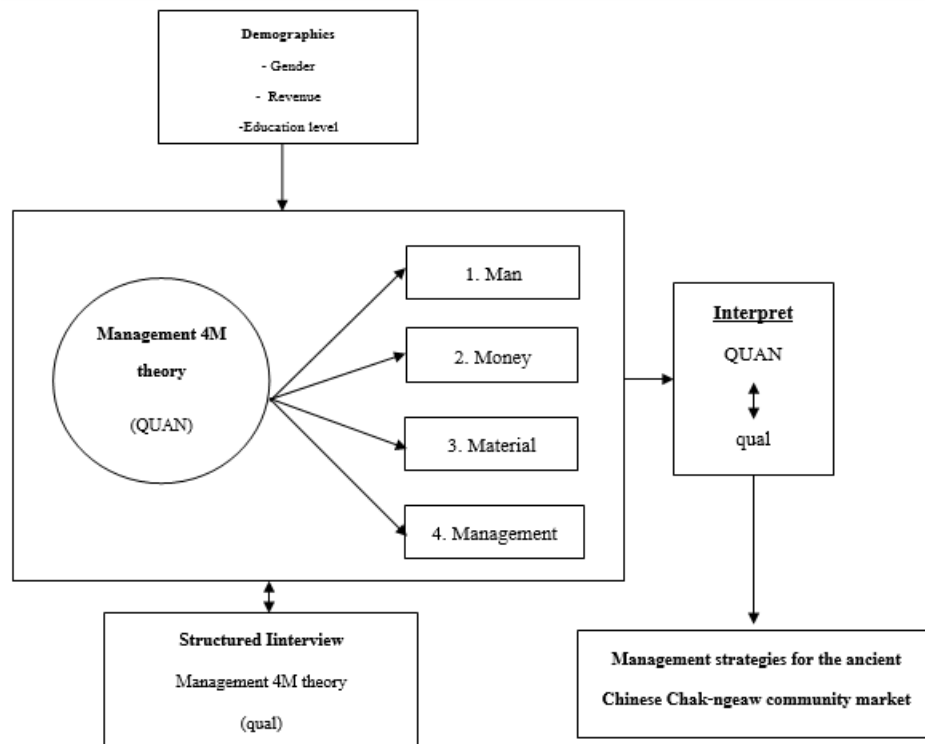 Demographics
- Gender
- Revenue
-Education level
Management 4M
theory
(QUAN)
1. Man
2. Money
3. Material
4. Management
Interpret
QUAN
qual
Structured Iinterview
Management 4M theory
(qual)
Management strategies for the ancient
Chinese Chak-ngeaw community market